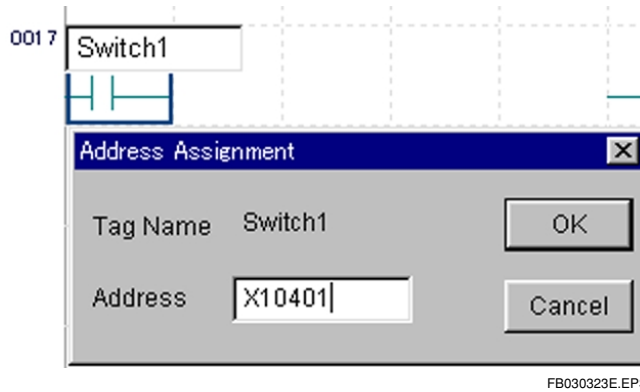 0017 Switch1
Address Assignment
Tag Name Switch1 OK
Address X10401 Cancel
FB030323E.EP